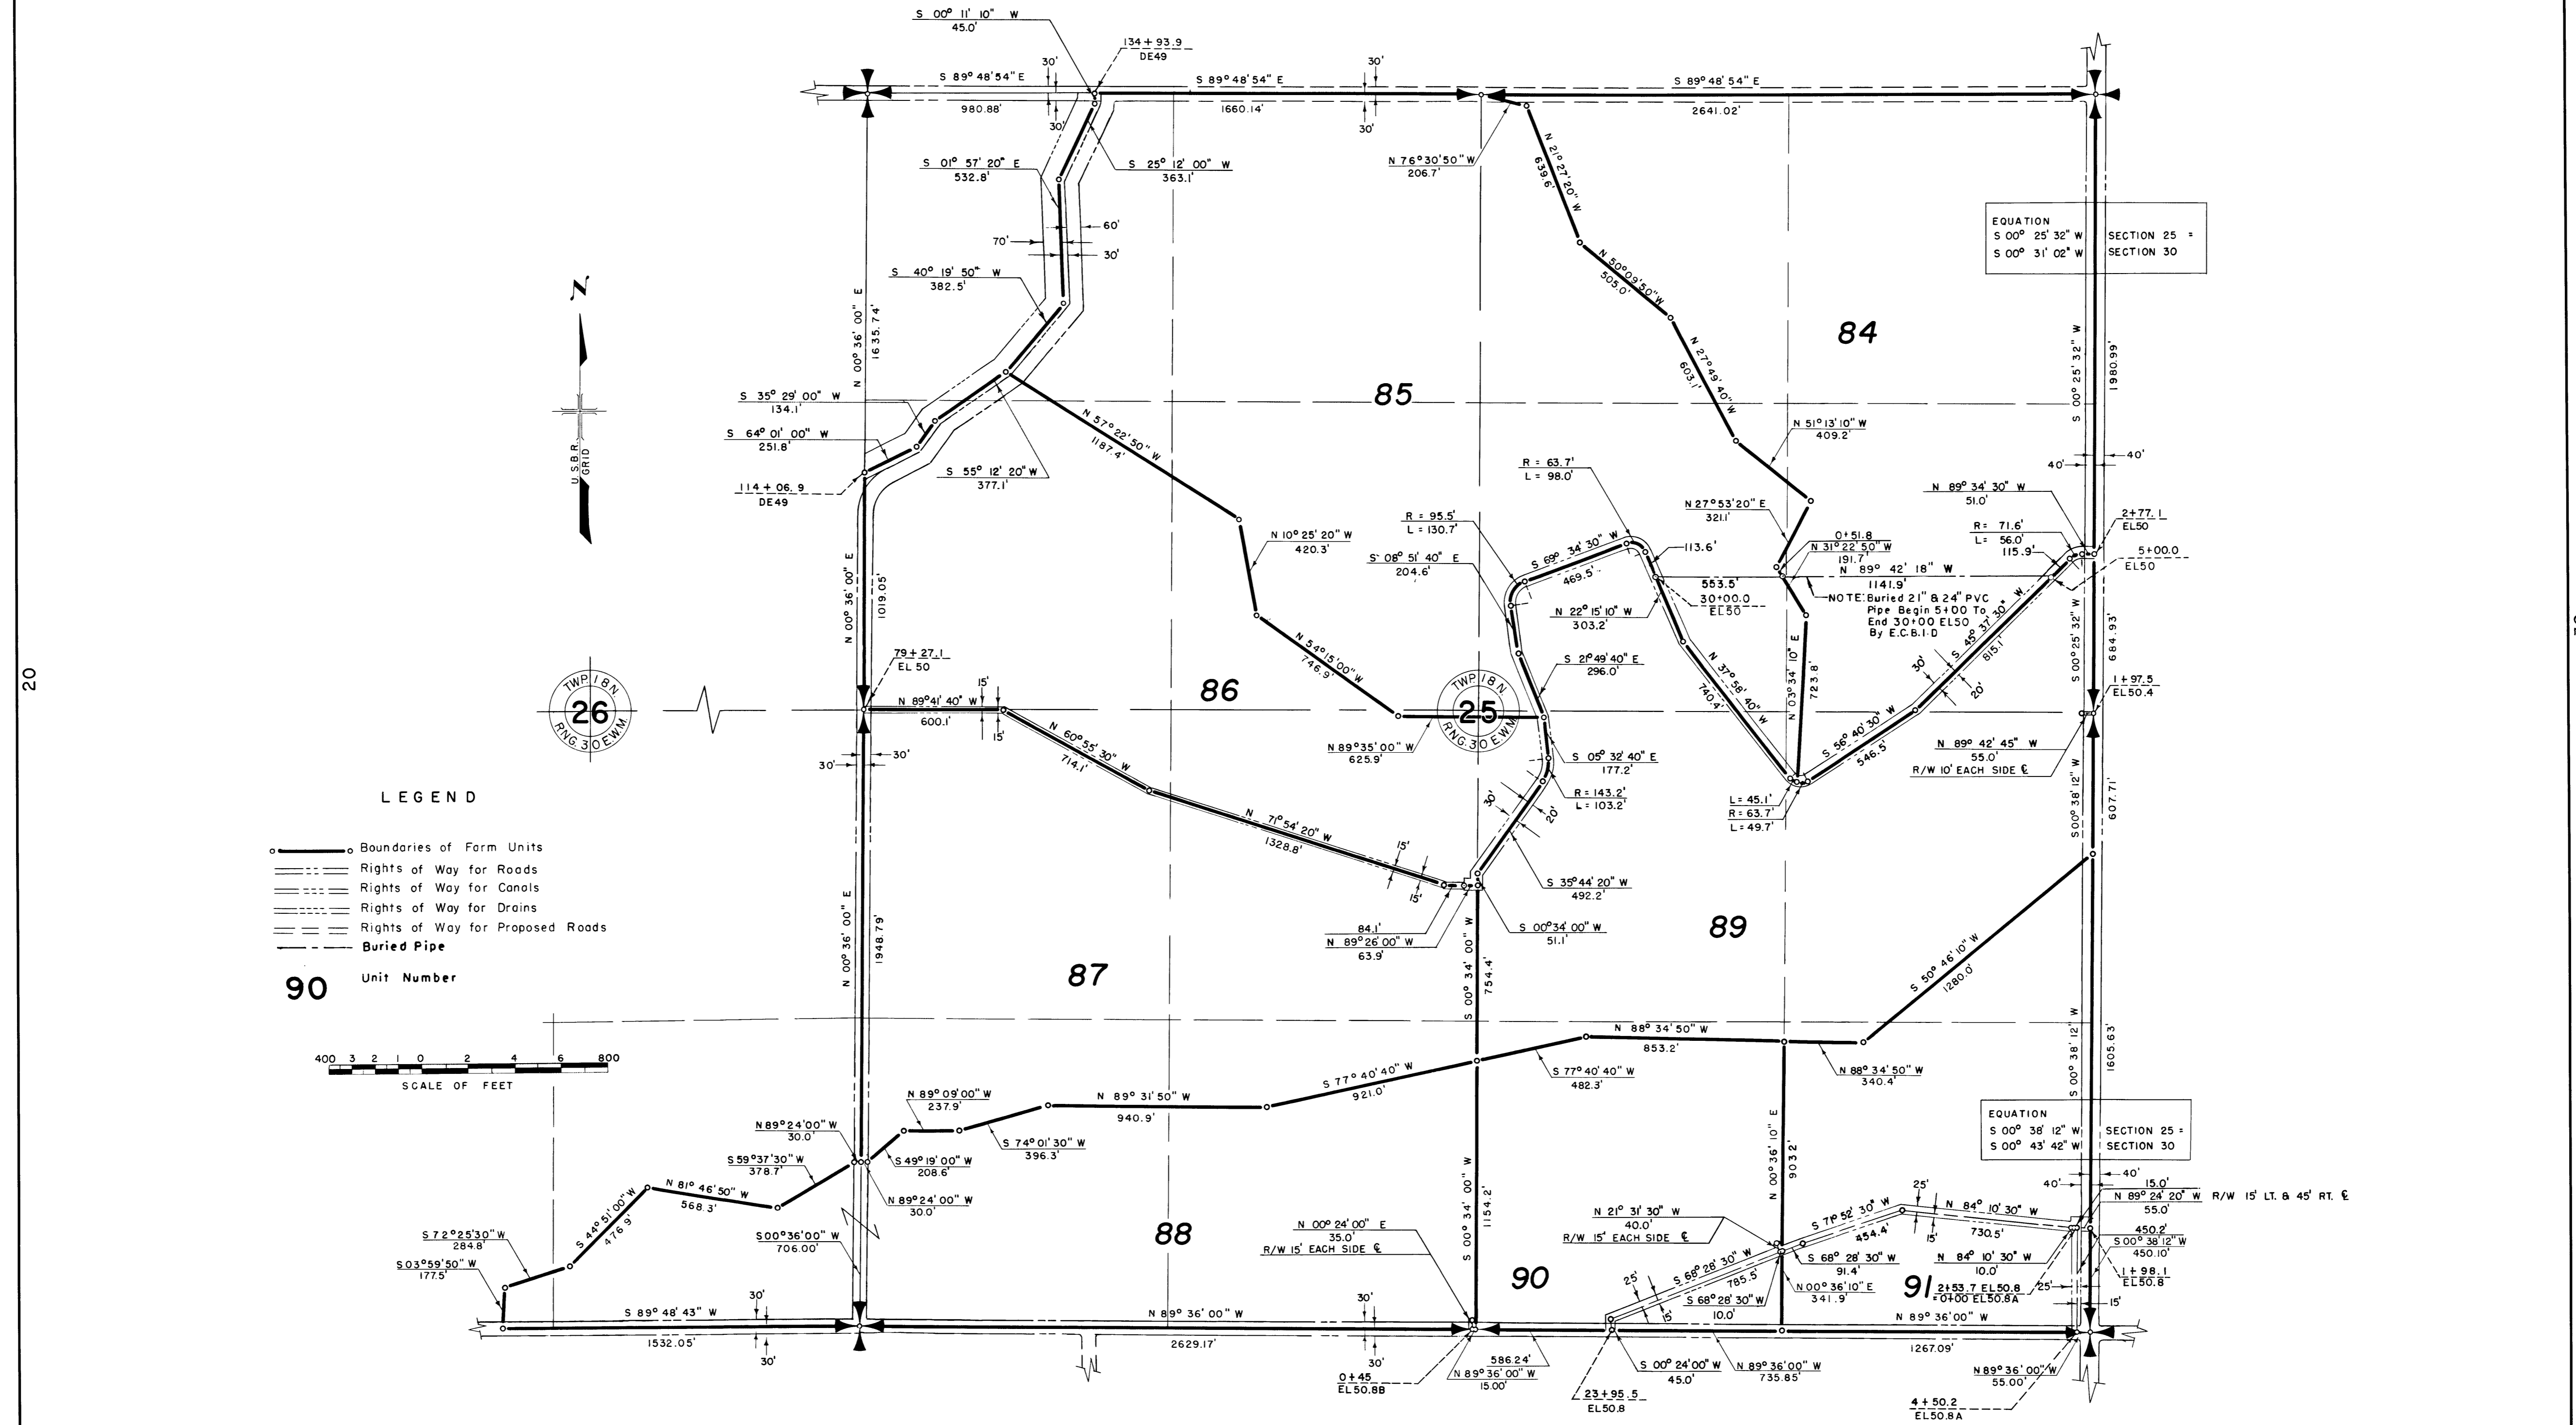 S 00° 11' 10" W
45.0'
134+93.9
DE49
S 89° 48' 54" E
980.88'
30'
30'
S 89° 48' 54" E
1660.14'
30'
30'
S 89° 48' 54" E
2641.02'
S 01° 57' 20" E
532.8'
S 25° 12' 00" W
363.1'
N 76° 30' 50" W
206.7'
N 21° 27' 20" W
639.6'
EQUATION
S 00° 25' 32" W SECTION 25 =
S 00° 31' 02" W SECTION 30
70'
60'
30'
S 40° 19' 50" W
382.5'
N 50° 09' 50" W
505.0'
N
U.S.B.R.
GRID
N 00° 36' 00" E
1635.74'
84
N 27° 49' 40" W
603.1'
S 00° 25' 32" W
1980.99'
85
S 35° 29' 00" W
134.1'
S 64° 01' 00" W
251.8'
S 55° 12' 20" W
377.1'
114+06.9
DE49
N 57° 22' 50" W
1187.4'
N 51° 13' 10" W
409.2'
40'
40'
R = 63.7'
L = 98.0'
N 27° 53' 20" E
321.1'
N 89° 34' 30" W
51.0'
R = 95.5'
L = 130.7'
N 10° 25' 20" W
420.3'
S 08° 51' 40" E
204.6'
S 69° 34' 30" W
469.5'
113.6'
0+51.8
N 31° 22' 50" W
191.7'
R = 71.6'
L = 56.0'
115.9'
2+77.1
EL50
5+00.0
EL50
N 89° 42' 18" W
1141.9'
553.5'
30+00.0
EL50
NOTE: Buried 21" & 24" PVC
Pipe Begin 5+00 To
End 30+00 EL50
By E.C.B.I.D
N 22° 15' 10" W
303.2'
N 00° 36' 00" E
1019.05'
79+27.1
EL 50
N 54° 15' 00" W
746.9'
S 21° 49' 40" E
296.0'
N 37° 58' 40" W
740.4'
N 03° 34' 10" E
723.8'
S 45° 37' 30" W
815.1'
30'
20'
S 00° 25' 32" W
684.93'
1+97.5
EL50.4
20
TWP. 18 N
26
RNG. 30 E.W.M.
N 89° 41' 40" W
600.1'
15'
15'
86
TWP. 18 N
25
RNG. 30 E.W.M.
N 60° 55' 30" W
714.1'
N 89° 35' 00" W
625.9'
S 05° 32' 40" E
177.2'
S 56° 40' 30" W
546.5'
N 89° 42' 45" W
55.0'
R/W 10' EACH SIDE ℄
30'
30'
R = 143.2'
L = 103.2'
30'
20'
L = 45.1'
R = 63.7'
L = 49.7'
S 00° 38' 12" W
607.71'
LEGEND
Boundaries of Farm Units
Rights of Way for Roads
Rights of Way for Canals
Rights of Way for Drains
Rights of Way for Proposed Roads
Buried Pipe
90 Unit Number
N 71° 54' 20" W
1328.8'
15'
15'
S 35° 44' 20" W
492.2'
84.1'
N 89° 26' 00" W
63.9'
S 00° 34' 00" W
51.1'
N 00° 36' 00" E
1948.79'
87
S 00° 34' 00" W
754.4'
89
S 50° 46' 10" W
1280.0'
400 3 2 1 0 2 4 6 800
SCALE OF FEET
N 88° 34' 50" W
853.2'
S 77° 40' 40" W
482.3'
N 88° 34' 50" W
340.4'
S 00° 38' 12" W
1605.63'
N 89° 09' 00" W
237.9'
N 89° 31' 50" W
940.9'
S 77° 40' 40" W
921.0'
N 89° 24' 00" W
30.0'
S 74° 01' 30" W
396.3'
S 59° 37' 30" W
378.7'
S 49° 19' 00" W
208.6'
N 89° 24' 00" W
30.0'
EQUATION
S 00° 38' 12" W SECTION 25 =
S 00° 43' 42" W SECTION 30
N 81° 46' 50" W
568.3'
S 44° 51' 00" W
476.9'
S 72° 25' 30" W
284.8'
S 03° 59' 50" W
177.5'
S 00° 36' 00" W
706.00'
88
N 00° 24' 00" E
35.0'
R/W 15' EACH SIDE ℄
S 00° 34' 00" W
1154.2'
N 21° 31' 30" W
40.0'
R/W 15' EACH SIDE ℄
N 00° 36' 10" E
903.2'
S 71° 52' 30" W
454.4'
25'
15'
N 84° 10' 30" W
730.5'
40'
40'
15.0'
N 89° 24' 20" W R/W 15' LT. & 45' RT. ℄
55.0'
450.2'
S 00° 38' 12" W
450.10'
N 84° 10' 30" W
10.0'
1+98.1
EL50.8
S 68° 28' 30" W
91.4'
S 68° 28' 30" W
785.5'
25'
15'
90
S 68° 28' 30" W
10.0'
N 00° 36' 10" E
341.9'
91
2+53.7 EL50.8
= 0+00 EL50.8A
25'
15'
S 89° 48' 43" W
1532.05'
30'
30'
N 89° 36' 00" W
2629.17'
30'
30'
N 89° 36' 00" W
1267.09'
0+45
EL50.8B
586.24'
N 89° 36' 00" W
15.00'
23+95.5
EL50.8
S 00° 24' 00" W
45.0'
N 89° 36' 00" W
735.85'
N 89° 36' 00" W
55.00'
4+50.2
EL50.8A